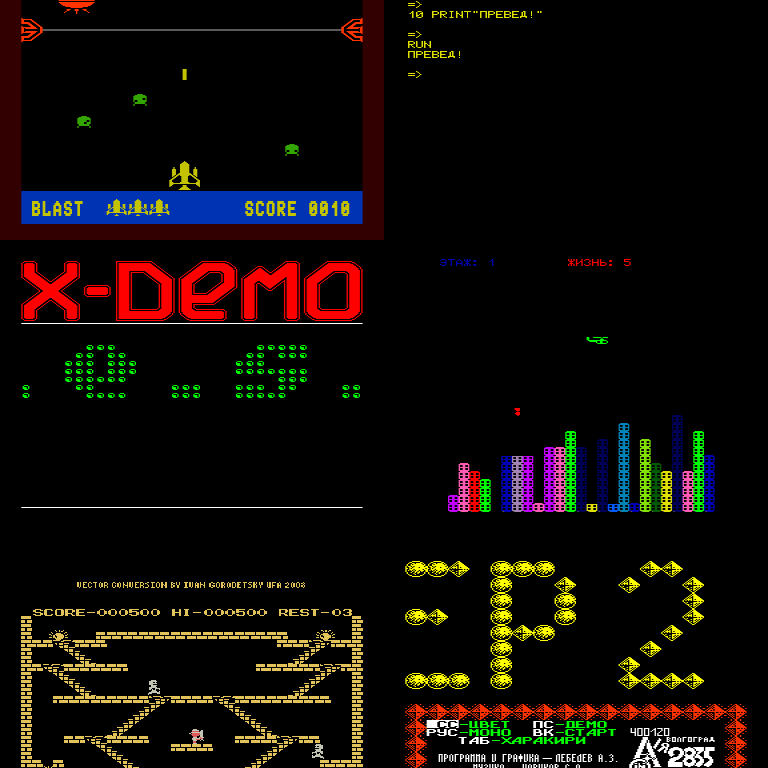 BLAST SCORE 0010
=>
10 PRINT"ПРЕВЕД!"
=>
RUN
ПРЕВЕД!
=>
X-DEMO
ЭТАЖ: 1 ЖИЗНЬ: 5
VECTOR CONVERSION BY IVAN GORODETSKY UFA 2008
SCORE-000500 HI-000500 REST-03
СС-ЦВЕТ ПС-ДЕМО
РУС-МОНО ВК-СТАРТ
ТАБ-ХАРАКИРИ
400120
ВОЛГОГРАД
2835
ПРОГРАММА И ГРАФИКА — ЛЕБЕДЕВ А.З.